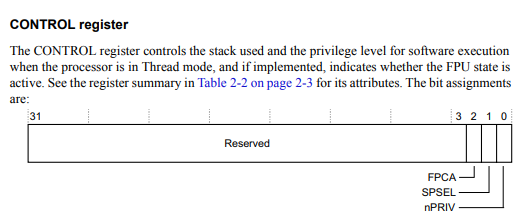 CONTROL register
The CONTROL register controls the stack used and the privilege level for software execution
when the processor is in Thread mode, and if implemented, indicates whether the FPU state is
active. See the register summary in Table 2-2 on page 2-3 for its attributes. The bit assignments
are:
31 3 2 1 0
Reserved
FPCA
SPSEL
nPRIV